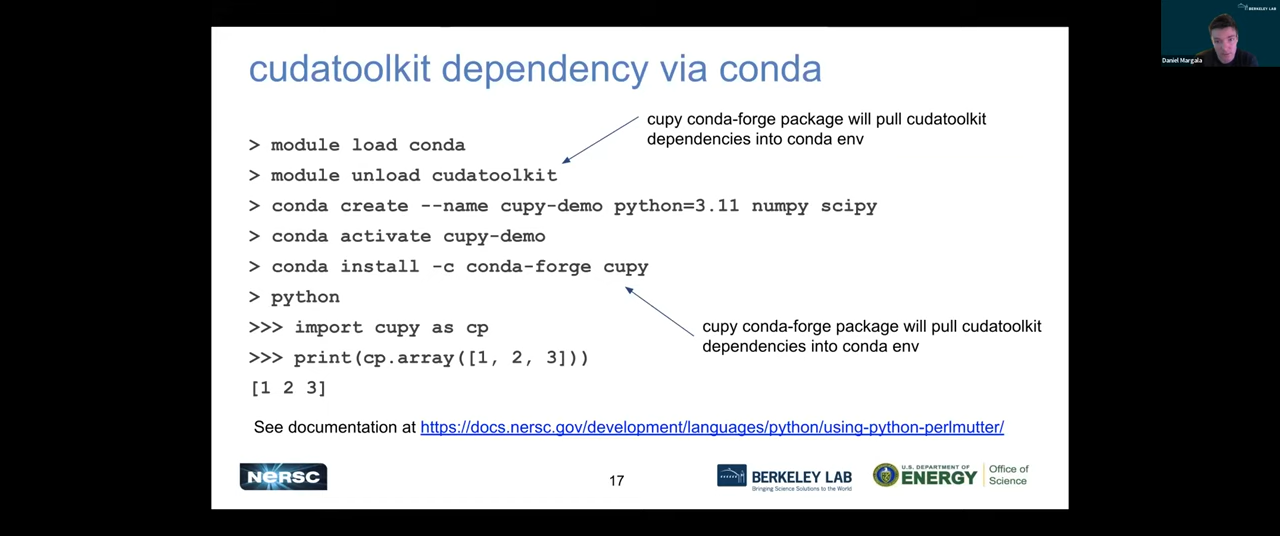 BERKELEY LAB
Daniel Margala
cudatoolkit dependency via conda
cupy conda-forge package will pull cudatoolkit
dependencies into conda env
> module load conda
> module unload cudatoolkit
> conda create --name cupy-demo python=3.11 numpy scipy
> conda activate cupy-demo
> conda install -c conda-forge cupy
> python
>>> import cupy as cp
>>> print(cp.array([1, 2, 3]))
[1 2 3]
cupy conda-forge package will pull cudatoolkit
dependencies into conda env
See documentation at https://docs.nersc.gov/development/languages/python/using-python-perlmutter/
NERSC
17
BERKELEY LAB
Bringing Science Solutions to the World
U.S. DEPARTMENT OF
ENERGY
Office of
Science